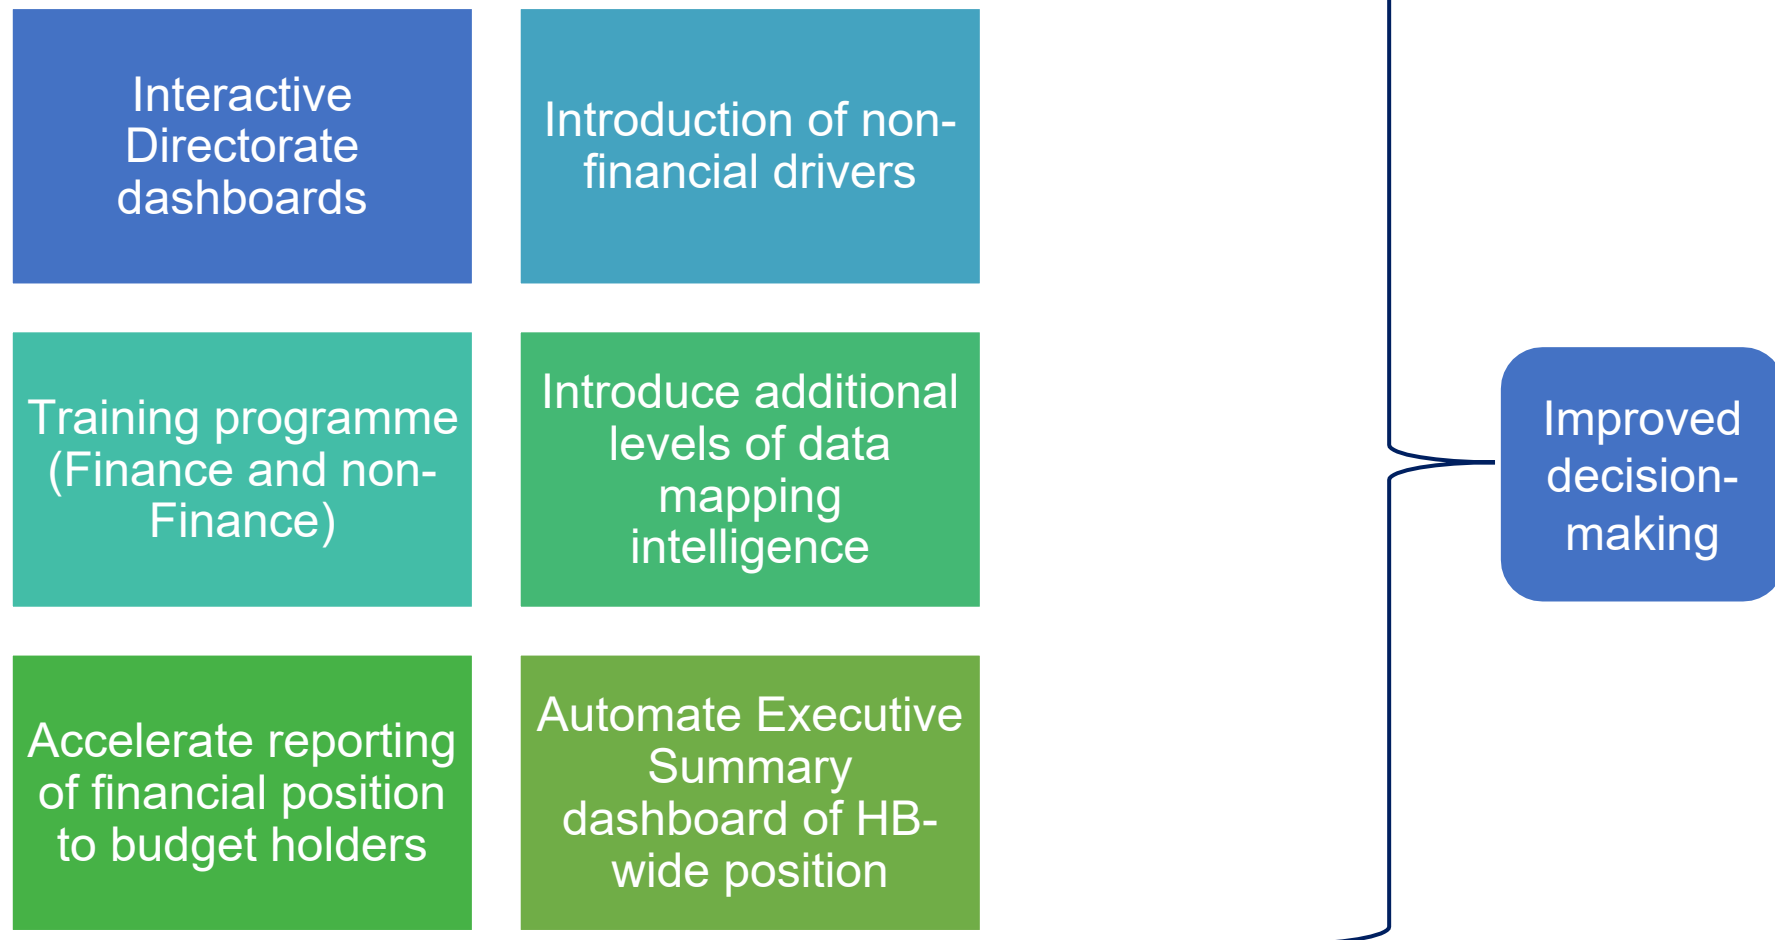 Interactive
Directorate
dashboards
Introduction of non-
financial drivers
Training programme
(Finance and non-
Finance)
Introduce additional
levels of data
mapping
intelligence
Accelerate reporting
of financial position
to budget holders
Automate Executive
Summary
dashboard of HB-
wide position
Improved
decision-
making